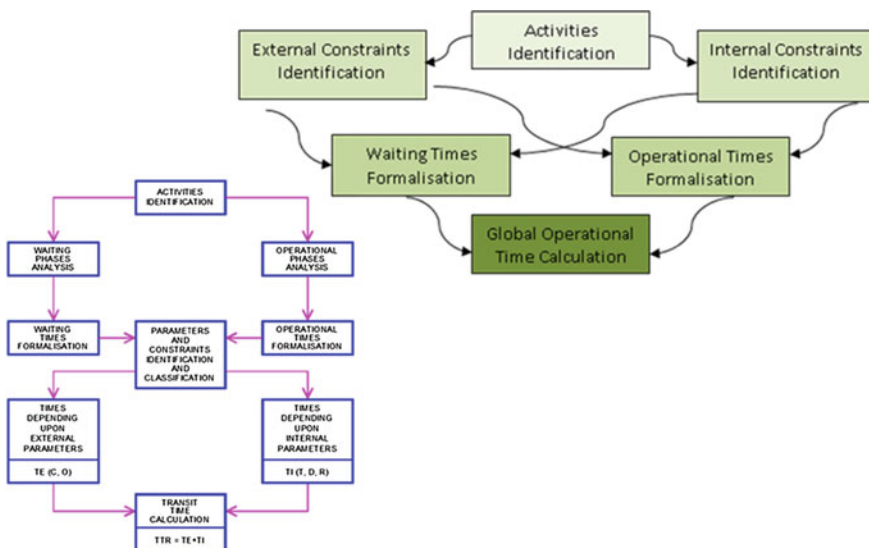 Activities
Identification
External Constraints
Identification
Internal Constraints
Identification
Waiting Times
Formalisation
Operational Times
Formalisation
Global Operational
Time Calculation
ACTIVITIES
IDENTIFICATION
WAITING
PHASES
ANALYSIS
OPERATIONAL
PHASES
ANALYSIS
WAITING
TIMES
FORMALISATION
PARAMETERS
AND
CONSTRAINTS
IDENTIFICATION
AND
CLASSIFICATION
OPERATIONAL
TIMES
FORMALISATION
TIMES
DEPENDING
UPON
EXTERNAL
PARAMETERS
TE (C, O)
TIMES
DEPENDING
UPON
INTERNAL
PARAMETERS
TI (T, D, R)
TRANSIT
TIME
CALCULATION
TTR = TE+TI